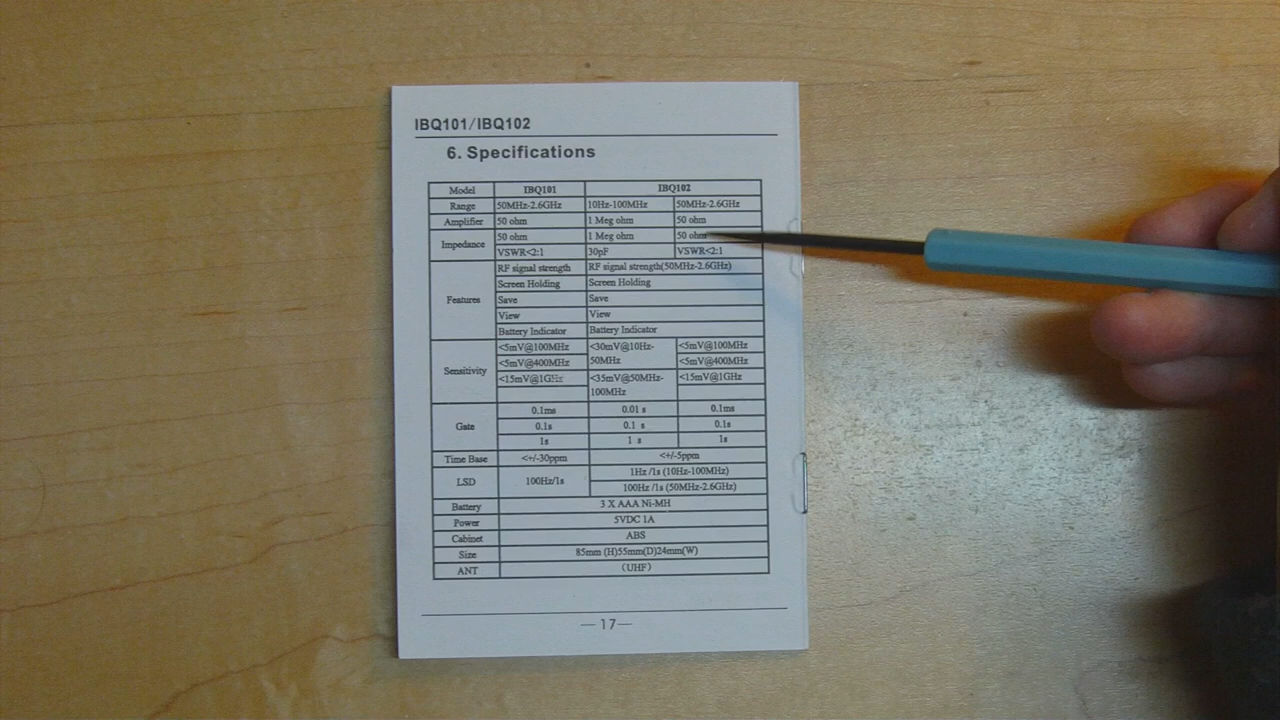 IBQ101/IBQ102
6. Specifications
Model IBQ101 IBQ102
Range 50MHz-2.6GHz 10Hz-100MHz 50MHz-2.6GHz
Amplifier 50 ohm 1 Meg ohm 50 ohm
Impedance 50 ohm 1 Meg ohm 50 ohm
VSWR<2:1 30pF VSWR<2:1
Features RF signal strength RF signal strength(50MHz-2.6GHz)
Screen Holding Screen Holding
Save Save
View View
Battery Indicator Battery Indicator
Sensitivity <5mV@100MHz <30mV@10Hz- <5mV@100MHz
<5mV@400MHz 50MHz <5mV@400MHz
<15mV@1GHz <35mV@50MHz- <15mV@1GHz
100MHz
Gate 0.1ms 0.01 s 0.1ms
0.1s 0.1 s 0.1s
1s 1 s 1s
Time Base <+/-30ppm <+/-5ppm
LSD 100Hz/1s 1Hz /1s (10Hz-100MHz)
100Hz /1s (50MHz-2.6GHz)
Battery 3 X AAA Ni-MH
Power 5VDC 1A
Cabinet ABS
Size 85mm (H)55mm(D)24mm(W)
ANT (UHF)
— 17—